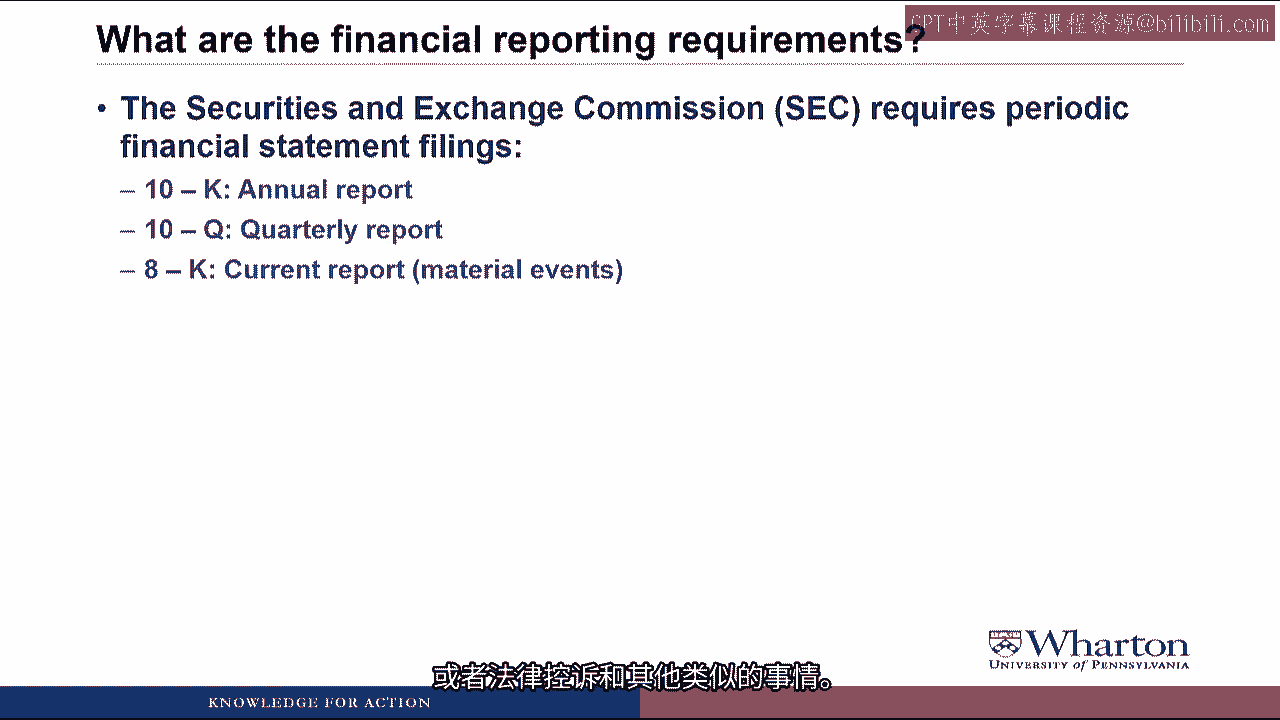 What are the financial reporting requirements?
GPT中英字幕课程资源@bilibili.com
• The Securities and Exchange Commission (SEC) requires periodic
financial statement filings:
– 10 – K: Annual report
– 10 – Q: Quarterly report
– 8 – K: Current report (material events)
Wharton
UNIVERSITY of PENNSYLVANIA
或者法律控诉和其他类似的事情。
KNOWLEDGE FOR ACTION